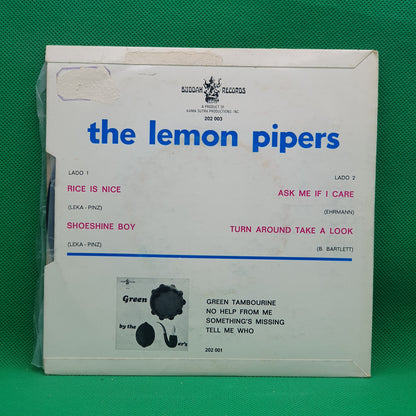 BUDDAH RECORDS
A PRODUCT OF
KAMA SUTRA PRODUCTIONS INC.
202 003
the lemon pipers
LADO 1
RICE IS NICE
(LEKA - PINZ)
SHOESHINE BOY
(LEKA - PINZ)
LADO 2
ASK ME IF I CARE
(EHRMANN)
TURN AROUND TAKE A LOOK
(B. BARTLETT)
Green
by the
er's
GREEN TAMBOURINE
NO HELP FROM ME
SOMETHING'S MISSING
TELL ME WHO
202 001